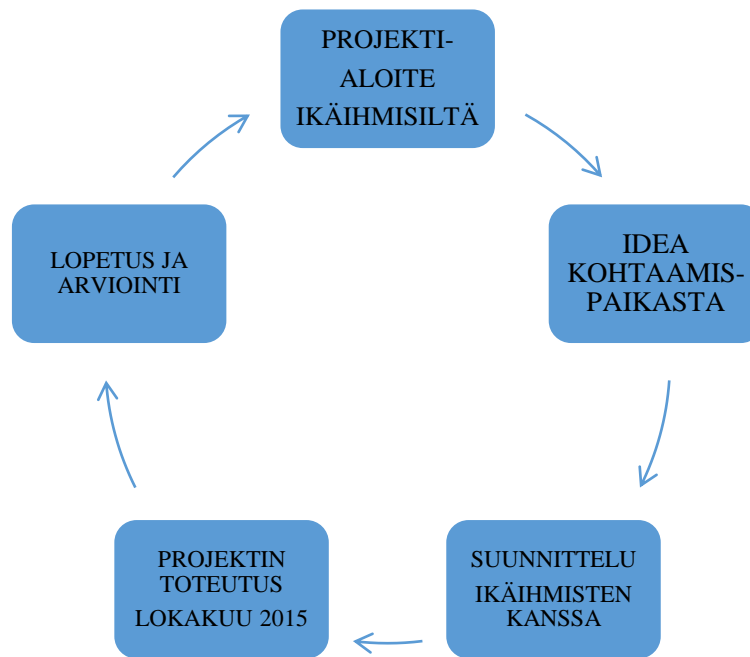 PROJEKTI-
ALOITE
IKÄIHMISILTÄ
IDEA
KOHTAAMIS-
PAIKASTA
SUUNNITTELU
IKÄIHMISTEN
KANSSA
PROJEKTIN
TOTEUTUS
LOKAKUU 2015
LOPETUS JA
ARVIOINTI